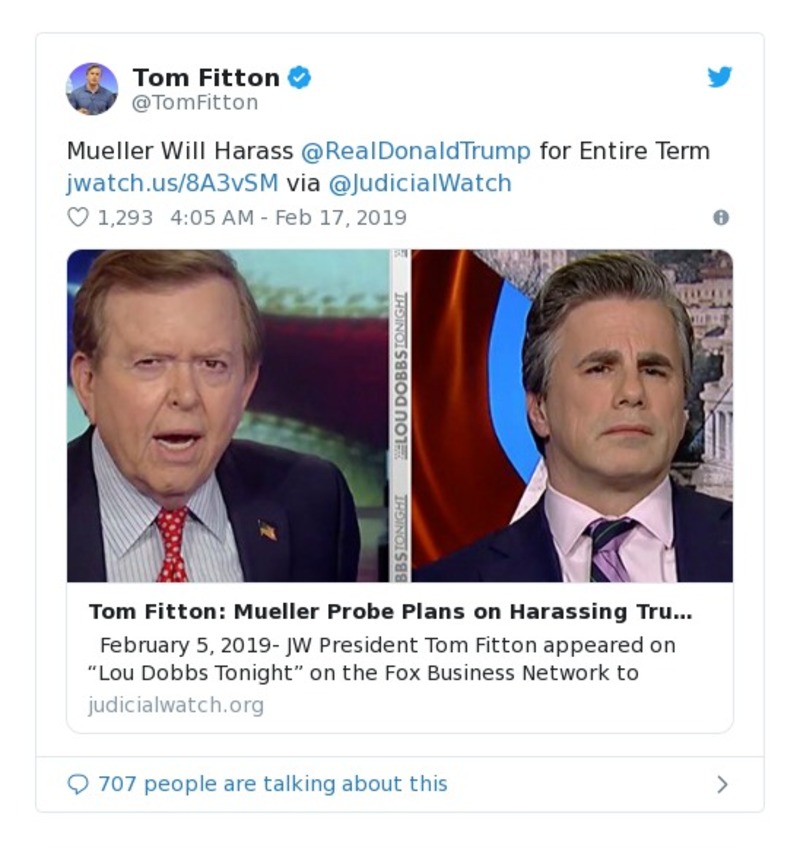 Tom Fitton
@TomFitton
Mueller Will Harass @RealDonaldTrump for Entire Term
jwatch.us/8A3vSM via @JudicialWatch
1,293 4:05 AM - Feb 17, 2019
LOU DOBBS TONIGHT
BBS TONIGHT
Tom Fitton: Mueller Probe Plans on Harassing Tru...
February 5, 2019- JW President Tom Fitton appeared on
“Lou Dobbs Tonight” on the Fox Business Network to
judicialwatch.org
707 people are talking about this